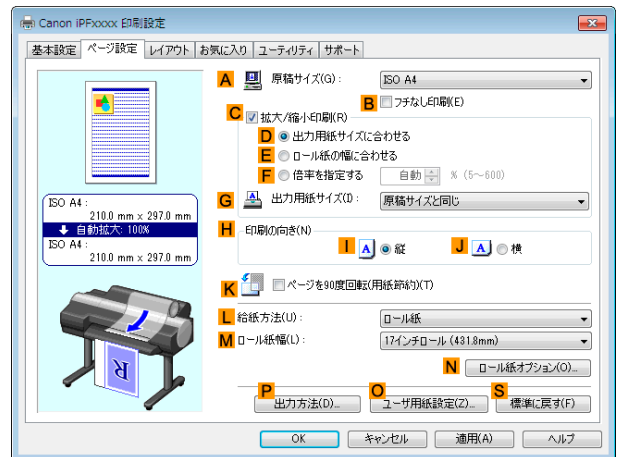 Canon iPFxxxx 印刷設定
基本設定 ページ設定 レイアウト お気に入り ユーティリティ サポート
A 原稿サイズ(G): ISO A4
B フチなし印刷(E)
C 拡大/縮小印刷(R)
D 出力用紙サイズに合わせる
E ロール紙の幅に合わせる
F 倍率を指定する 自動 % (5～600)
G 出力用紙サイズ(I): 原稿サイズと同じ
ISO A4 :
210.0 mm x 297.0 mm
自動拡大: 100%
ISO A4 :
210.0 mm x 297.0 mm
H 印刷の向き(N)
I A 縦 J A 横
K ページを90度回転(用紙節約)(T)
L 給紙方法(U): ロール紙
M ロール紙幅(L): 17インチロール (431.8mm)
N ロール紙オプション(O)...
R
P 出力方法(D)... O ユーザ用紙設定(Z)... S 標準に戻す(F)
OK キャンセル 適用(A) ヘルプ